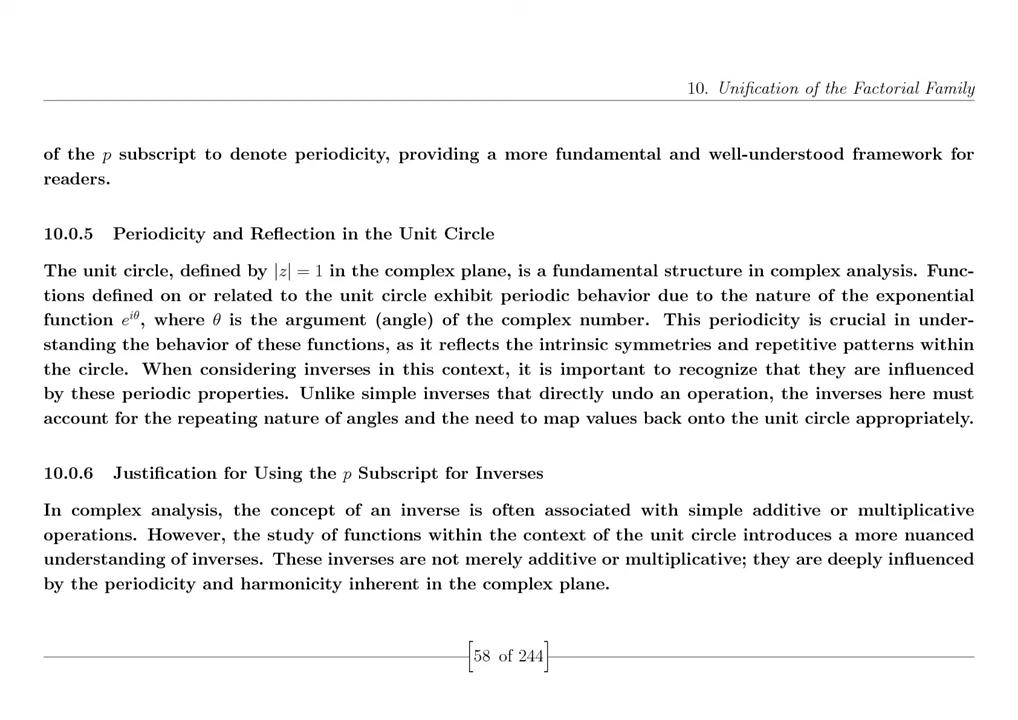 10. Unification of the Factorial Family
of the p subscript to denote periodicity, providing a more fundamental and well-understood framework for
readers.
10.0.5 Periodicity and Reflection in the Unit Circle
The unit circle, defined by |z| = 1 in the complex plane, is a fundamental structure in complex analysis. Func-
tions defined on or related to the unit circle exhibit periodic behavior due to the nature of the exponential
function e^{iθ}, where θ is the argument (angle) of the complex number. This periodicity is crucial in under-
standing the behavior of these functions, as it reflects the intrinsic symmetries and repetitive patterns within
the circle. When considering inverses in this context, it is important to recognize that they are influenced
by these periodic properties. Unlike simple inverses that directly undo an operation, the inverses here must
account for the repeating nature of angles and the need to map values back onto the unit circle appropriately.
10.0.6 Justification for Using the p Subscript for Inverses
In complex analysis, the concept of an inverse is often associated with simple additive or multiplicative
operations. However, the study of functions within the context of the unit circle introduces a more nuanced
understanding of inverses. These inverses are not merely additive or multiplicative; they are deeply influenced
by the periodicity and harmonicity inherent in the complex plane.
[58 of 244]